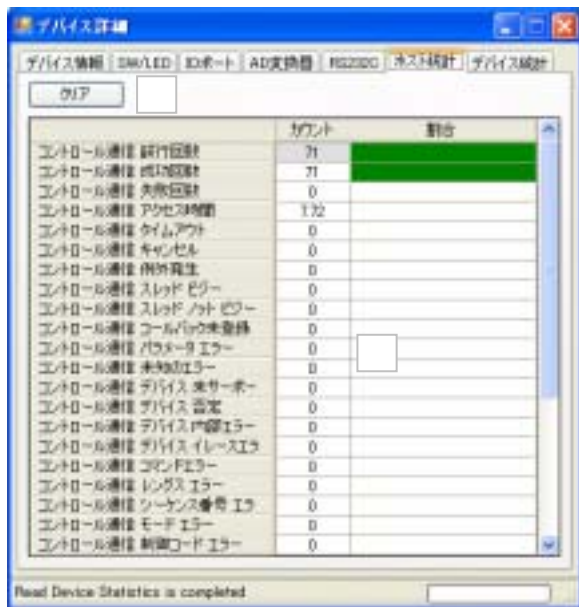 デバイス詳細
デバイス情報 SW/LED IOポート AD変換器 RS232C ホスト統計 デバイス統計
クリア
カウント 割合
コントロール通信 試行回数 71
コントロール通信 成功回数 71
コントロール通信 失敗回数 0
コントロール通信 アクセス時間 1.72
コントロール通信 タイムアウト 0
コントロール通信 キャンセル 0
コントロール通信 例外発生 0
コントロール通信 スレッド ビジー 0
コントロール通信 スレッド ノット ビジー 0
コントロール通信 コールバック未登録 0
コントロール通信 パラメータ エラー 0
コントロール通信 未知のエラー 0
コントロール通信 デバイス 未サーポー 0
コントロール通信 デバイス 否定 0
コントロール通信 デバイス 内部エラー 0
コントロール通信 デバイス イレースエラ 0
コントロール通信 コマンドエラー 0
コントロール通信 レングス エラー 0
コントロール通信 シーケンス番号 エラ 0
コントロール通信 モード エラー 0
コントロール通信 制御コード エラー 0
Read Device Statistics is completed